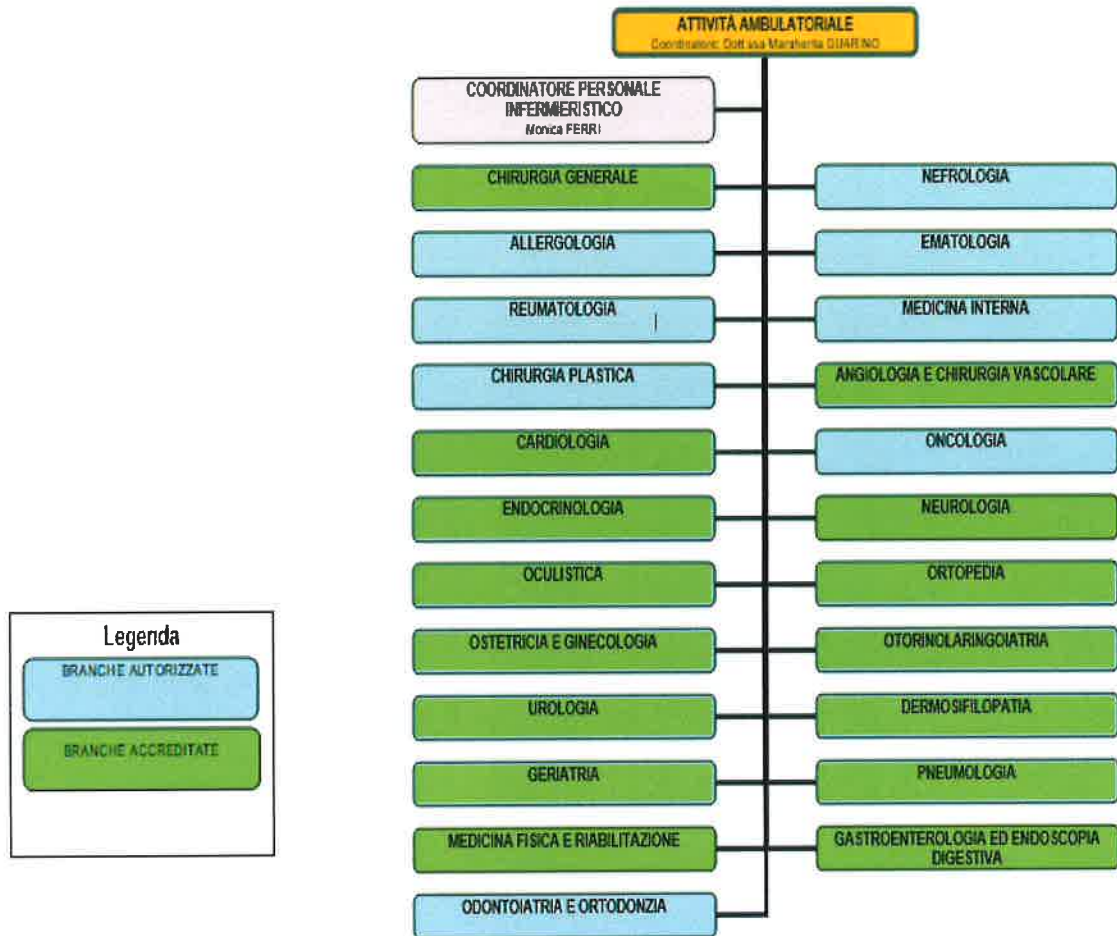 ATTIVITÀ AMBULATORIALE
Coordinatore: Dott.ssa Margherita GUARINO
COORDINATORE PERSONALE
INFERMIERISTICO
Monica FERRI
CHIRURGIA GENERALE
NEFROLOGIA
ALLERGOLOGIA
EMATOLOGIA
REUMATOLOGIA
MEDICINA INTERNA
CHIRURGIA PLASTICA
ANGIOLOGIA E CHIRURGIA VASCOLARE
CARDIOLOGIA
ONCOLOGIA
ENDOCRINOLOGIA
NEUROLOGIA
OCULISTICA
ORTOPEDIA
OSTETRICIA E GINECOLOGIA
OTORINOLARINGOIATRIA
UROLOGIA
DERMOSIFILOPATIA
GERIATRIA
PNEUMOLOGIA
MEDICINA FISICA E RIABILITAZIONE
GASTROENTEROLOGIA ED ENDOSCOPIA
DIGESTIVA
ODONTOIATRIA E ORTODONZIA
Legenda
BRANCHE AUTORIZZATE
BRANCHE ACCREDITATE